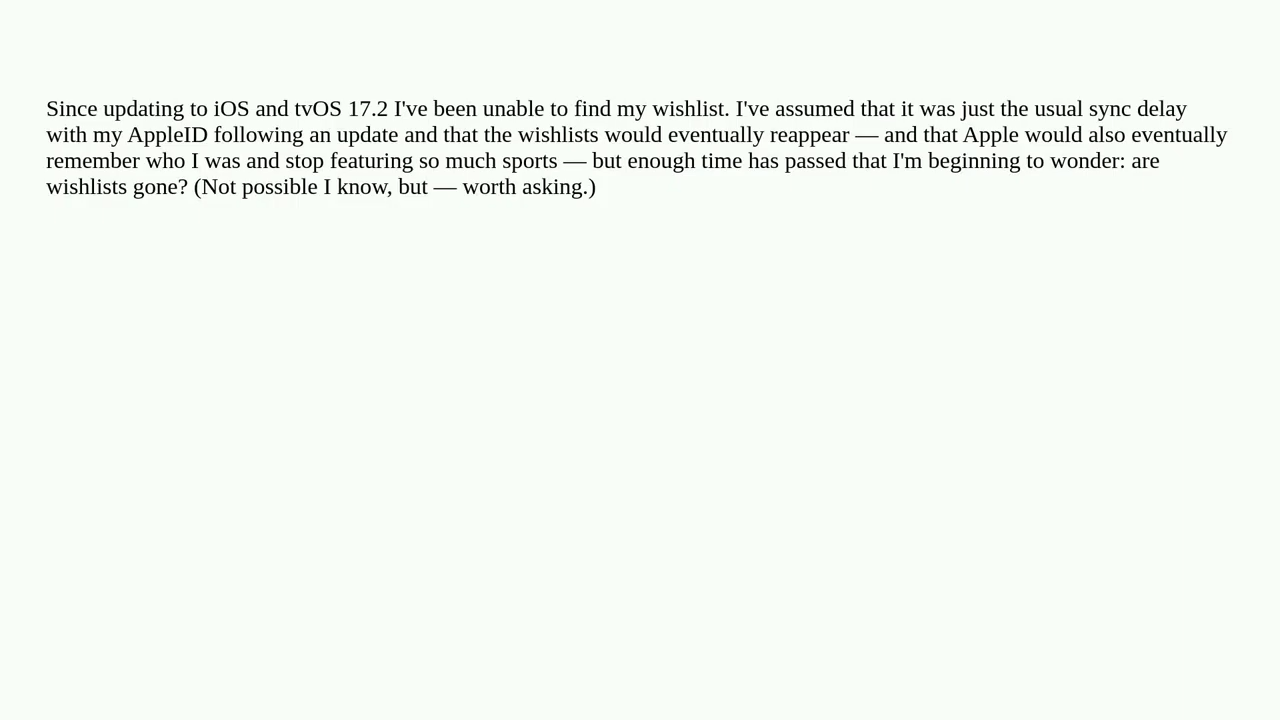 Since updating to iOS and tvOS 17.2 I've been unable to find my wishlist. I've assumed that it was just the usual sync delay
with my AppleID following an update and that the wishlists would eventually reappear — and that Apple would also eventually
remember who I was and stop featuring so much sports — but enough time has passed that I'm beginning to wonder: are
wishlists gone? (Not possible I know, but — worth asking.)